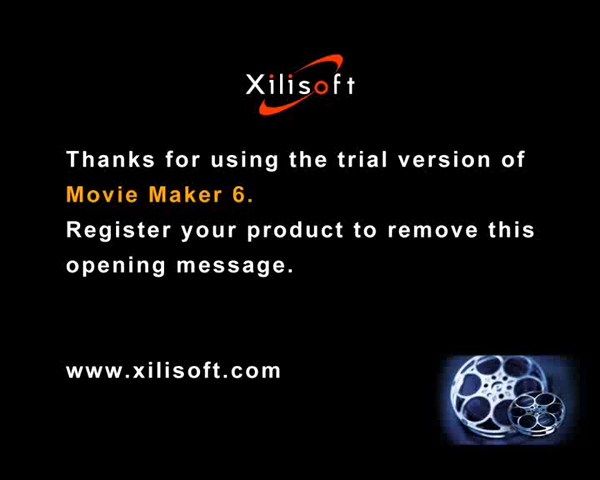 Xilisoft
Thanks for using the trial version of
Movie Maker 6.
Register your product to remove this
opening message.
www.xilisoft.com